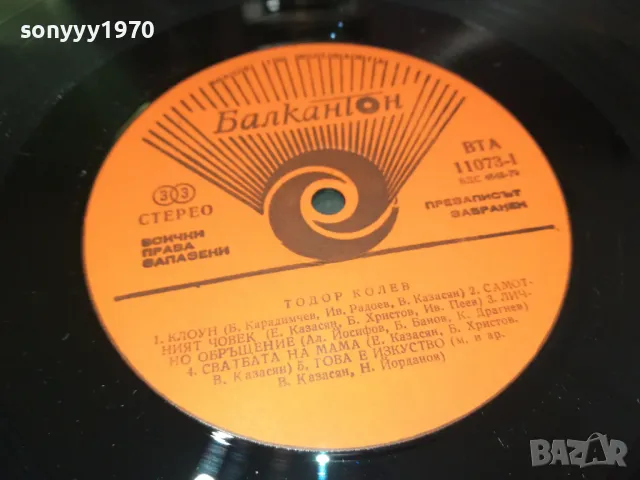 sonyyy1970
Балкантон
ВТА
11073-1
33
СТЕРЕО
ВСИЧКИ
ПРАВА
ЗАПАЗЕНИ
ПРЕЗАПИСЪТ
ЗАБРАНЕН
ТОДОР КОЛЕВ
1. КЛОУН (Б. Карадимчев, Ив. Радоев, В. Казасян) 2. САМОТ-
НИЯТ ЧОВЕК (Е. Казасян, Б. Христов, Ив. Пеев) 3. ЛИЧ-
НО ОБРЪЩЕНИЕ (Ал. Йосифов, Б. Банов, К. Драгнев)
4. СВАТБАТА НА МАМА (Е. Казасян, Б. Христов,
В. Казасян) 5. ТОВА Е ИЗКУСТВО (м. и ар.
В. Казасян, Н. Йорданов)
BAZAR
bg